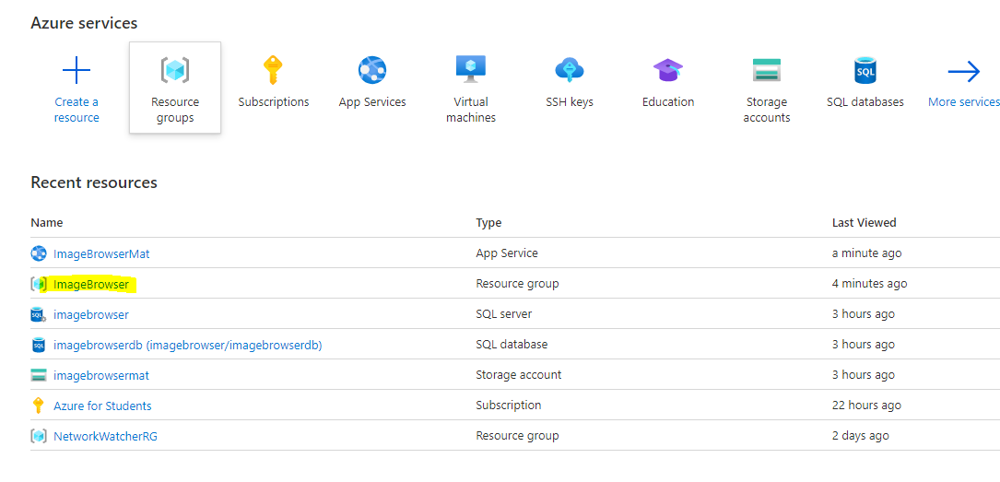 Azure services
Create a resource
Resource groups
Subscriptions
App Services
Virtual machines
SSH keys
Education
Storage accounts
SQL databases
More services
Recent resources
Name Type Last Viewed
ImageBrowserMat App Service a minute ago
ImageBrowser Resource group 4 minutes ago
imagebrowser SQL server 3 hours ago
imagebrowserdb (imagebrowser/imagebrowserdb) SQL database 3 hours ago
imagebrowsermat Storage account 3 hours ago
Azure for Students Subscription 22 hours ago
NetworkWatcherRG Resource group 2 days ago